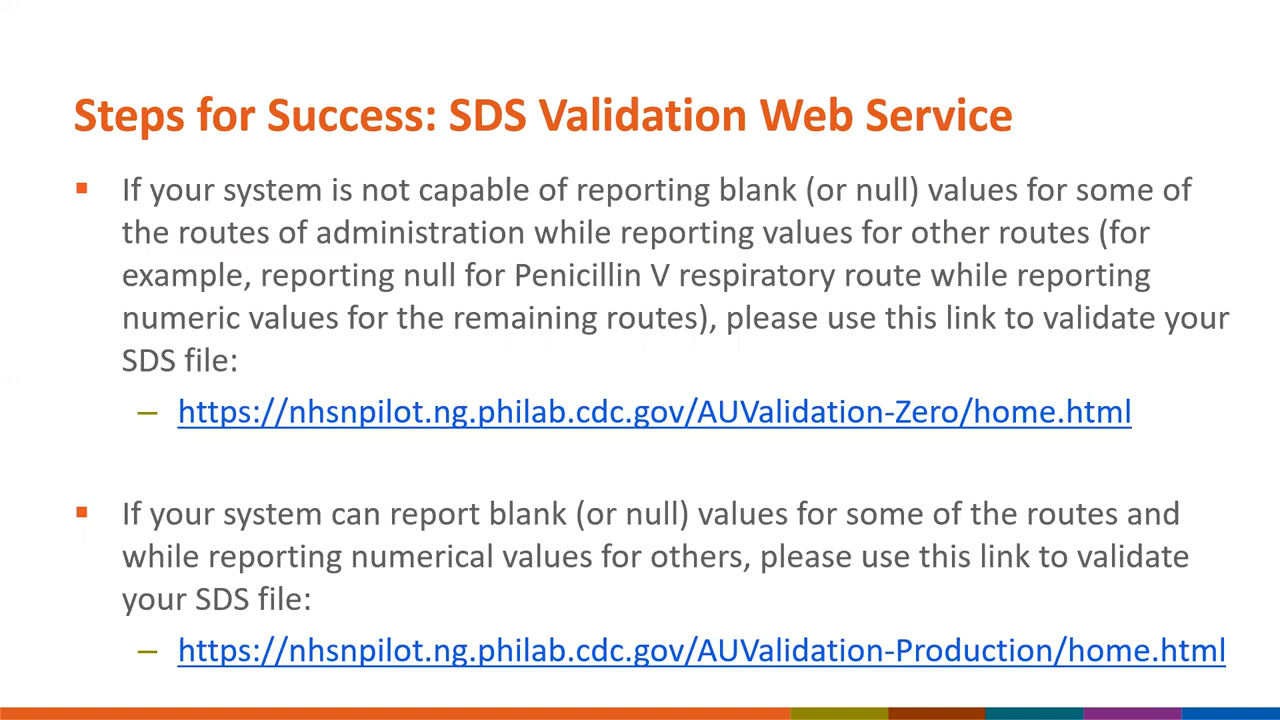 Steps for Success: SDS Validation Web Service
▪ If your system is not capable of reporting blank (or null) values for some of
the routes of administration while reporting values for other routes (for
example, reporting null for Penicillin V respiratory route while reporting
numeric values for the remaining routes), please use this link to validate your
SDS file:
– https://nhsnpilot.ng.philab.cdc.gov/AUValidation-Zero/home.html
▪ If your system can report blank (or null) values for some of the routes and
while reporting numerical values for others, please use this link to validate
your SDS file:
– https://nhsnpilot.ng.philab.cdc.gov/AUValidation-Production/home.html